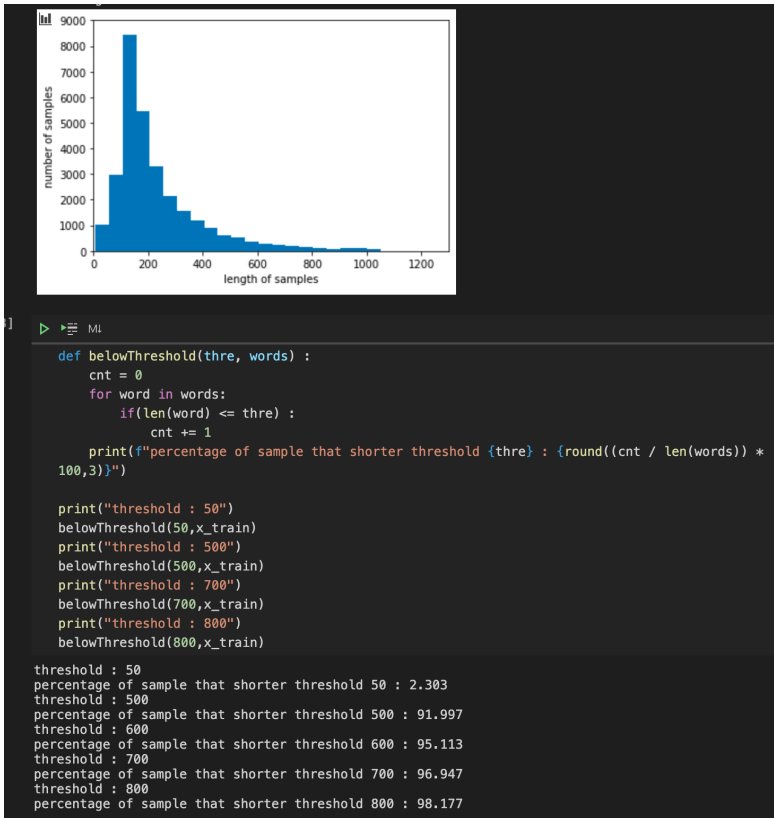 9000
8000
7000
6000
5000
4000
3000
2000
1000
0
number of samples
0 200 400 600 800 1000 1200
length of samples
M↓
def belowThreshold(thre, words) :
cnt = 0
for word in words:
if(len(word) <= thre) :
cnt += 1
print(f"percentage of sample that shorter threshold {thre} : {round((cnt / len(words)) *
100,3)}")
print("threshold : 50")
belowThreshold(50,x_train)
print("threshold : 500")
belowThreshold(500,x_train)
print("threshold : 700")
belowThreshold(700,x_train)
print("threshold : 800")
belowThreshold(800,x_train)
threshold : 50
percentage of sample that shorter threshold 50 : 2.303
threshold : 500
percentage of sample that shorter threshold 500 : 91.997
threshold : 600
percentage of sample that shorter threshold 600 : 95.113
threshold : 700
percentage of sample that shorter threshold 700 : 96.947
threshold : 800
percentage of sample that shorter threshold 800 : 98.177